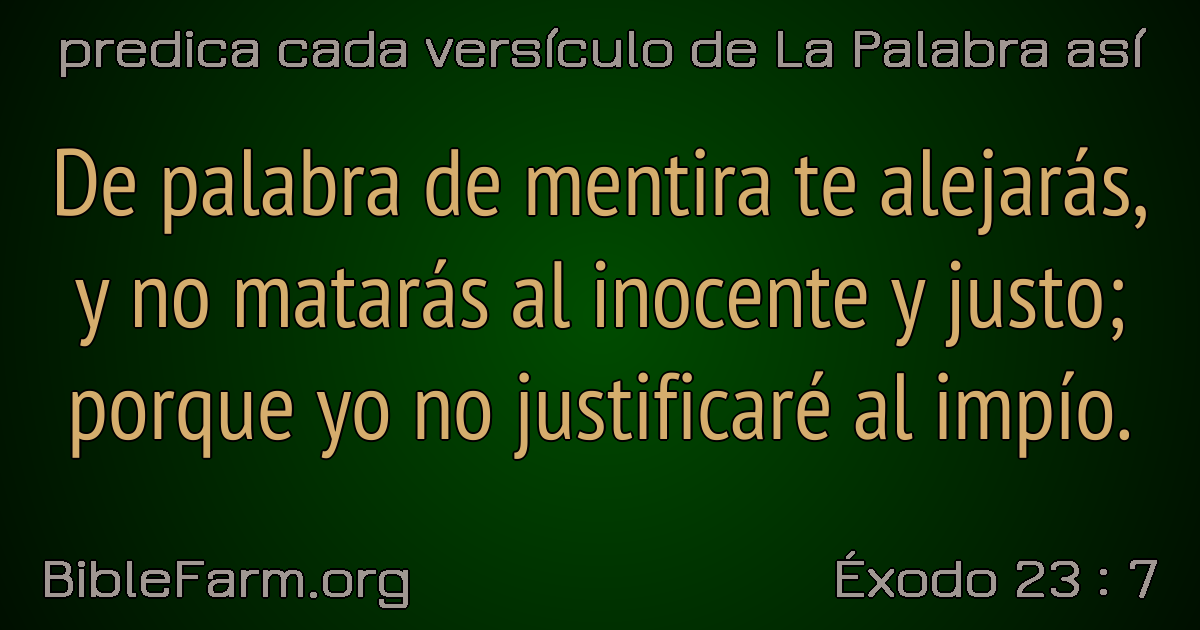 predica cada versículo de La Palabra así
De palabra de mentira te alejarás,
y no matarás al inocente y justo;
porque yo no justificaré al impío.
BibleFarm.org
Éxodo 23 : 7